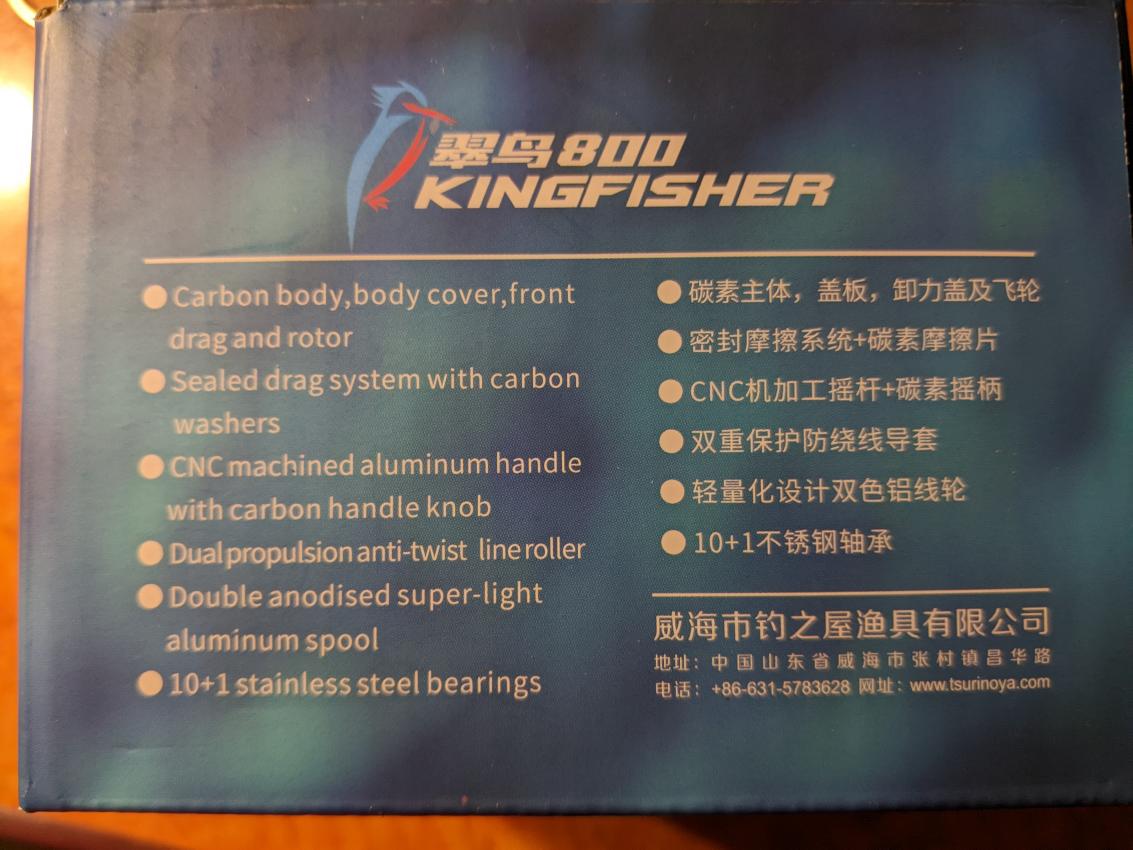 翠鸟800
KINGFISHER
Carbon body,body cover,front
drag and rotor
Sealed drag system with carbon
washers
CNC machined aluminum handle
with carbon handle knob
Dual propulsion anti-twist line roller
Double anodised super-light
aluminum spool
10+1 stainless steel bearings
碳素主体，盖板，卸力盖及飞轮
密封摩擦系统+碳素摩擦片
CNC机加工摇杆+碳素摇柄
双重保护防绕线导套
轻量化设计双色铝线轮
10+1不锈钢轴承
威海市钓之屋渔具有限公司
地址：中国山东省威海市张村镇昌华路
电话：+86-631-5783628 网址：www.tsurinoya.com